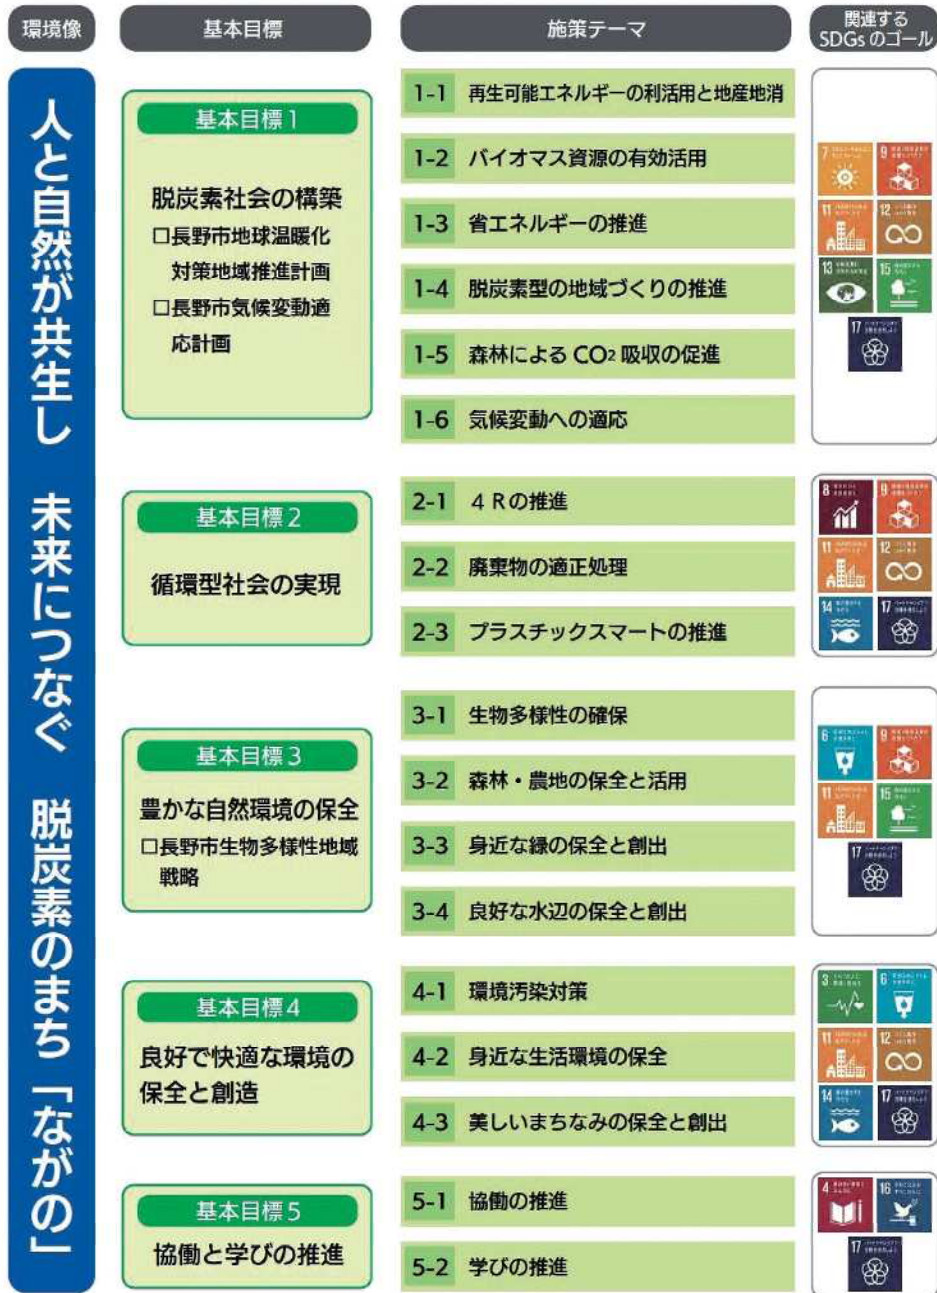 環境像
基本目標
施策テーマ
関連する
SDGsのゴール
人と自然が共生し 未来につなぐ 脱炭素のまち「ながの」
基本目標1
脱炭素社会の構築
□長野市地球温暖化
対策地域推進計画
□長野市気候変動適
応計画
1-1 再生可能エネルギーの利活用と地産地消
1-2 バイオマス資源の有効活用
1-3 省エネルギーの推進
1-4 脱炭素型の地域づくりの推進
1-5 森林によるCO2吸収の促進
1-6 気候変動への適応
7
9
11
12
13
15
17
基本目標2
循環型社会の実現
2-1 4Rの推進
2-2 廃棄物の適正処理
2-3 プラスチックスマートの推進
8
9
11
12
14
17
基本目標3
豊かな自然環境の保全
□長野市生物多様性地域
戦略
3-1 生物多様性の確保
3-2 森林・農地の保全と活用
3-3 身近な緑の保全と創出
3-4 良好な水辺の保全と創出
6
9
11
15
17
基本目標4
良好で快適な環境の
保全と創造
4-1 環境汚染対策
4-2 身近な生活環境の保全
4-3 美しいまちなみの保全と創出
3
6
11
12
14
17
基本目標5
協働と学びの推進
5-1 協働の推進
5-2 学びの推進
4
16
17